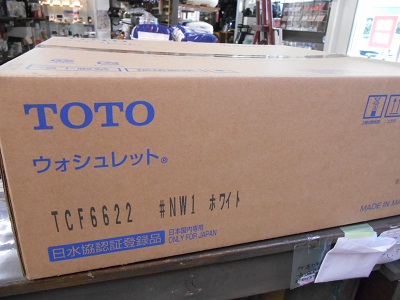 TOTO
ウォシュレット®
TCF6622 #NW1 ホワイト
日水協認証登録品
日本国内専用
ONLY FOR JAPAN
MADE IN